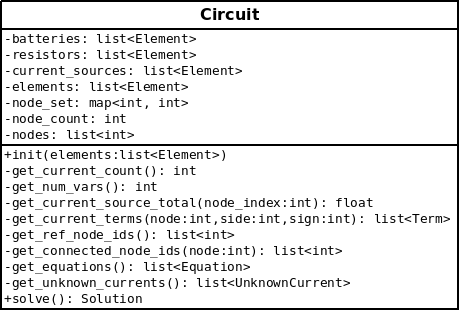 Circuit
-batteries: list<Element>
-resistors: list<Element>
-current_sources: list<Element>
-elements: list<Element>
-node_set: map<int, int>
-node_count: int
-nodes: list<int>
+init(elements:list<Element>)
-get_current_count(): int
-get_num_vars(): int
-get_current_source_total(node_index:int): float
-get_current_terms(node:int,side:int,sign:int): list<Term>
-get_ref_node_ids(): list<int>
-get_connected_node_ids(node:int): list<int>
-get_equations(): list<Equation>
-get_unknown_currents(): list<UnknownCurrent>
+solve(): Solution